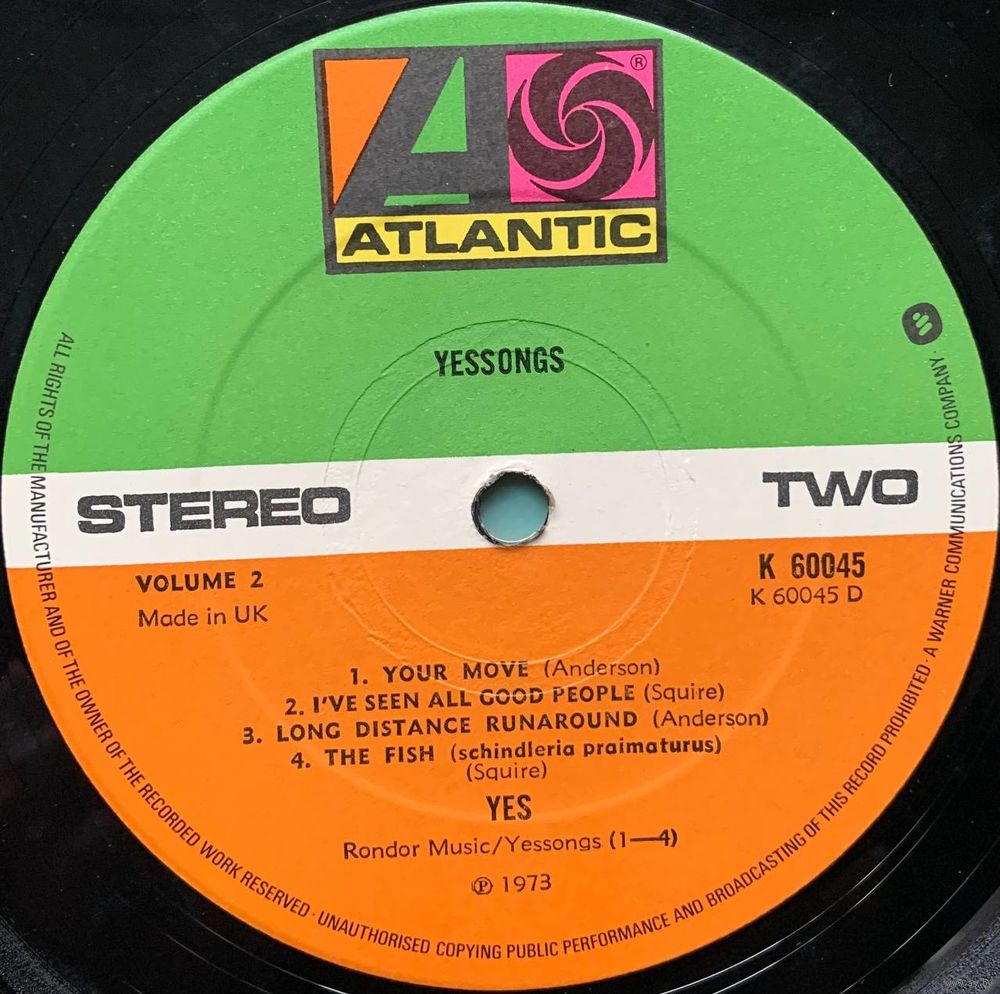 ATLANTIC
®
YESSONGS
STEREO
TWO
VOLUME 2
Made in UK
K 60045
K 60045 D
1. YOUR MOVE (Anderson)
2. I'VE SEEN ALL GOOD PEOPLE (Squire)
3. LONG DISTANCE RUNAROUND (Anderson)
4. THE FISH (schindleria praimaturus)
(Squire)
YES
Rondor Music/Yessongs (1—4)
℗ 1973
ALL RIGHTS OF THE MANUFACTURER AND OF THE OWNER OF THE RECORDED WORK RESERVED · UNAUTHORISED COPYING PUBLIC PERFORMANCE AND BROADCASTING OF THIS RECORD PROHIBITED · A WARNER COMMUNICATIONS COMPANY ·